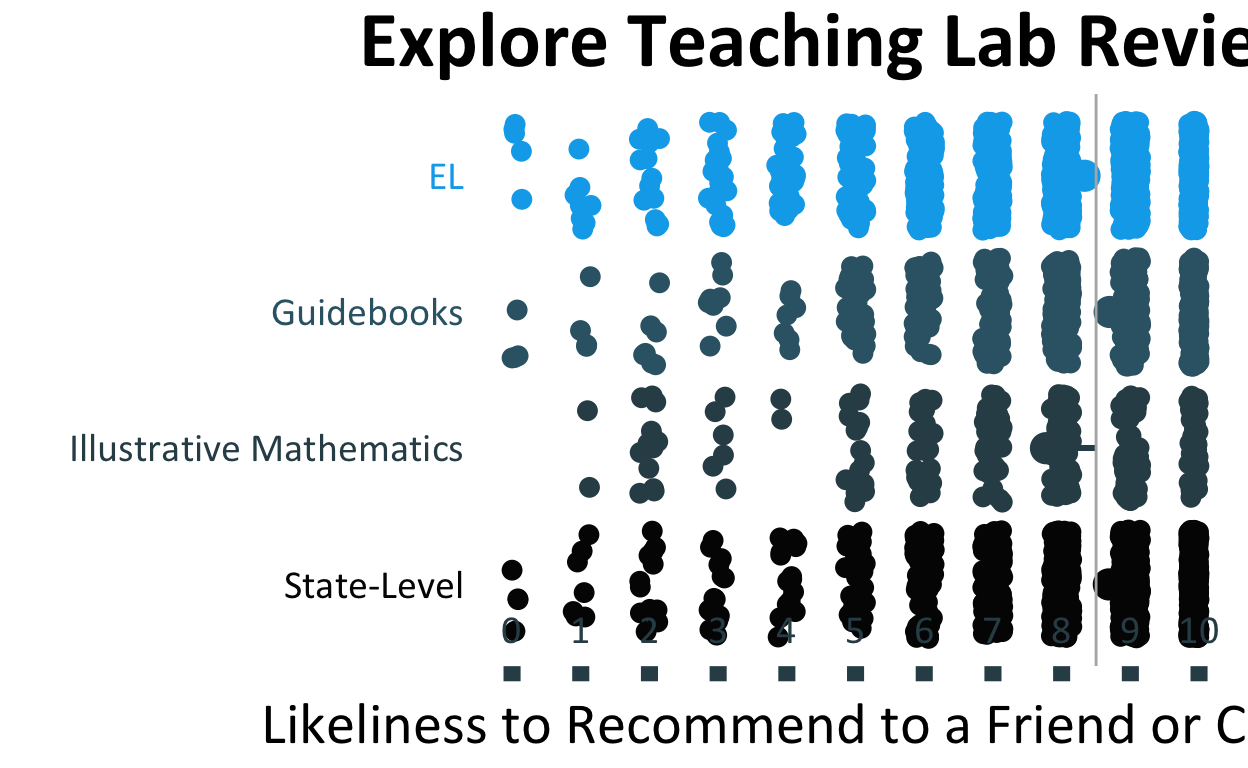 Explore Teaching Lab Revie
EL
Guidebooks
Illustrative Mathematics
State-Level
0 1 2 3 4 5 6 7 8 9 10
Likeliness to Recommend to a Friend or C